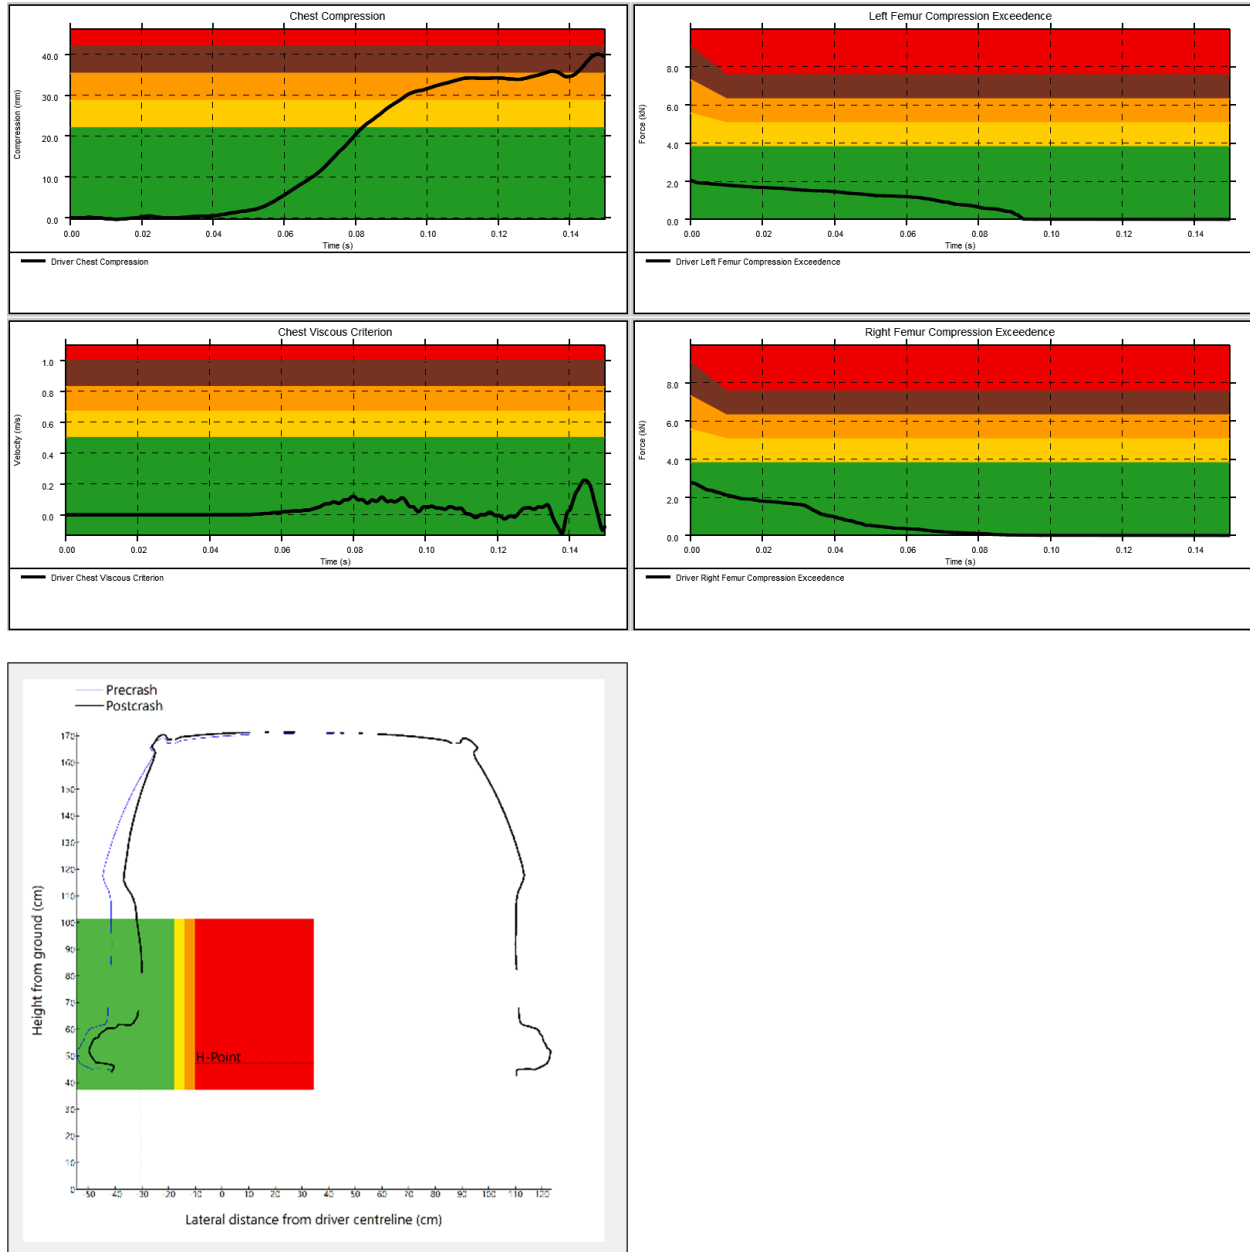 Chest Compression
Compression (mm)
40.0
30.0
20.0
10.0
0.0
0.00 0.02 0.04 0.06 0.08 0.10 0.12 0.14
Time (s)
Driver Chest Compression
Left Femur Compression Exceedence
Force (kN)
8.0
6.0
4.0
2.0
0.0
0.00 0.02 0.04 0.06 0.08 0.10 0.12 0.14
Time (s)
Driver Left Femur Compression Exceedence
Chest Viscous Criterion
Velocity (m/s)
1.0
0.8
0.6
0.4
0.2
0.0
0.00 0.02 0.04 0.06 0.08 0.10 0.12 0.14
Time (s)
Driver Chest Viscous Criterion
Right Femur Compression Exceedence
Force (kN)
8.0
6.0
4.0
2.0
0.0
0.00 0.02 0.04 0.06 0.08 0.10 0.12 0.14
Time (s)
Driver Right Femur Compression Exceedence
Precrash
Postcrash
Height from ground (cm)
170
160
150
140
130
120
110
100
90
80
70
60
50
40
30
20
10
0
H-Point
50 -40 -30 -20 -10 0 10 20 30 40 50 60 70 80 90 100 110 120
Lateral distance from driver centreline (cm)